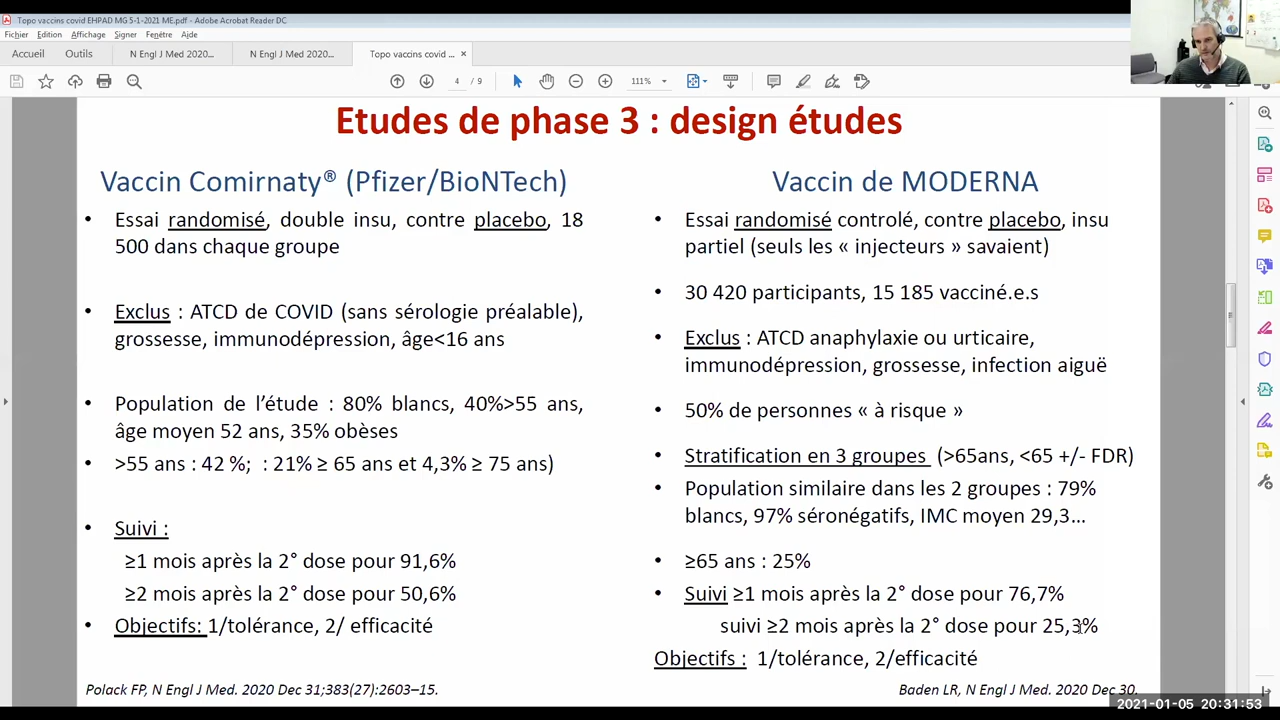 Topo vaccins covid EHPAD MG 5-1-2021 ME.pdf - Adobe Acrobat Reader DC
Fichier Edition Affichage Signer Fenêtre Aide
Accueil Outils N Engl J Med 2020... N Engl J Med 2020... Topo vaccins covid ... ×
4 / 9 111%
Etudes de phase 3 : design études
Vaccin Comirnaty® (Pfizer/BioNTech)
• Essai randomisé, double insu, contre placebo, 18
500 dans chaque groupe
• Exclus : ATCD de COVID (sans sérologie préalable),
grossesse, immunodépression, âge<16 ans
• Population de l’étude : 80% blancs, 40%>55 ans,
âge moyen 52 ans, 35% obèses
• >55 ans : 42 %; : 21% ≥ 65 ans et 4,3% ≥ 75 ans)
• Suivi :
≥1 mois après la 2° dose pour 91,6%
≥2 mois après la 2° dose pour 50,6%
• Objectifs: 1/tolérance, 2/ efficacité
Polack FP, N Engl J Med. 2020 Dec 31;383(27):2603–15.
Vaccin de MODERNA
• Essai randomisé controlé, contre placebo, insu
partiel (seuls les « injecteurs » savaient)
• 30 420 participants, 15 185 vacciné.e.s
• Exclus : ATCD anaphylaxie ou urticaire,
immunodépression, grossesse, infection aiguë
• 50% de personnes « à risque »
• Stratification en 3 groupes (>65ans, <65 +/- FDR)
• Population similaire dans les 2 groupes : 79%
blancs, 97% séronégatifs, IMC moyen 29,3...
• ≥65 ans : 25%
• Suivi ≥1 mois après la 2° dose pour 76,7%
suivi ≥2 mois après la 2° dose pour 25,3%
Objectifs : 1/tolérance, 2/efficacité
Baden LR, N Engl J Med. 2020 Dec 30.
2021-01-05 20:31:53